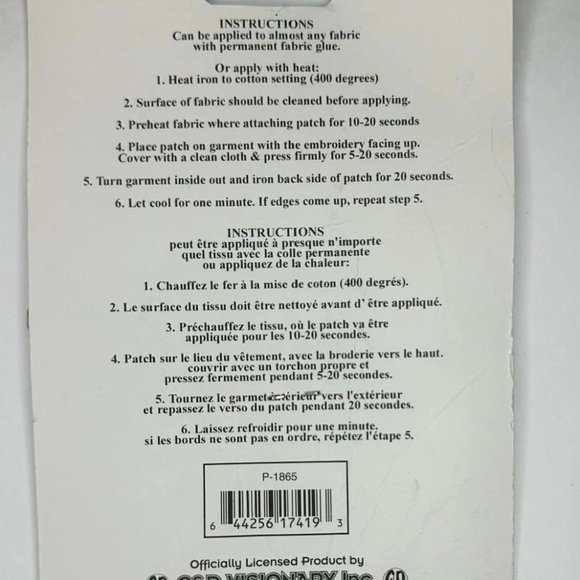 INSTRUCTIONS
Can be applied to almost any fabric
with permanent fabric glue.
Or apply with heat:
1. Heat iron to cotton setting (400 degrees)
2. Surface of fabric should be cleaned before applying.
3. Preheat fabric where attaching patch for 10-20 seconds
4. Place patch on garment with the embroidery facing up.
Cover with a clean cloth & press firmly for 5-20 seconds.
5. Turn garment inside out and iron back side of patch for 20 seconds.
6. Let cool for one minute. If edges come up, repeat step 5.
INSTRUCTIONS
peut être appliqué à presque n'importe
quel tissu avec la colle permanente
ou appliquez de la chaleur:
1. Chauffez le fer à la mise de coton (400 degrés).
2. Le surface du tissu doit être nettoyé avant d' être appliqué.
3. Préchauffez le tissu, où le patch va être
appliquée pour les 10-20 secondes.
4. Patch sur le lieu du vêtement, avec la broderie vers le haut.
couvrir avec un torchon propre et
pressez fermement pendant 5-20 secondes.
5. Tournez le vers l'extérieur
et repassez le verso du patch pendant 20 secondes.
6. Laissez refroidir pour une minute.
si les bords ne sont pas en ordre, répétez l'étape 5.
P-1865
6 44256 17419 3
Officially Licensed Product by
C&D VISIONARY Inc.